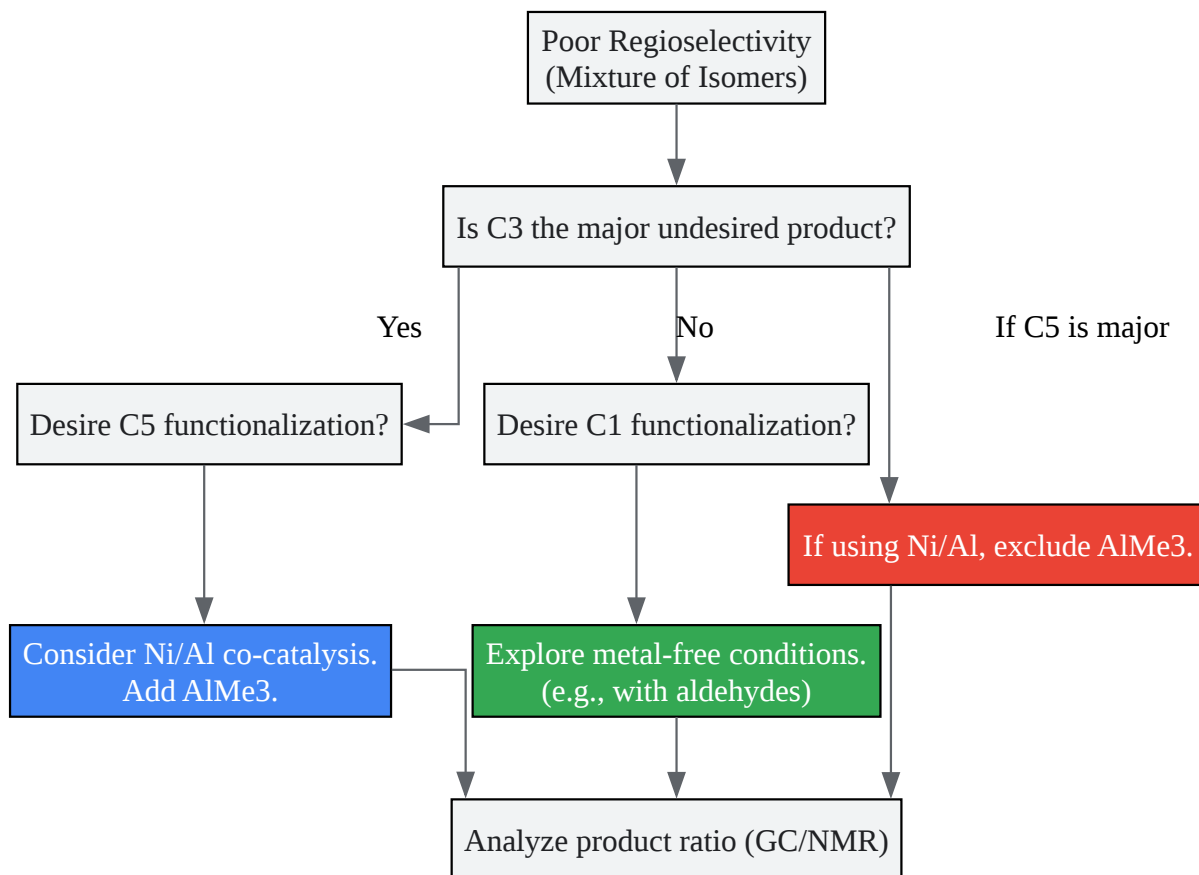 Poor Regioselectivity
(Mixture of Isomers)
Is C3 the major undesired product?
Yes
No
If C5 is major
Desire C5 functionalization?
Desire C1 functionalization?
If using Ni/Al, exclude AlMe3.
Consider Ni/Al co-catalysis.
Add AlMe3.
Explore metal-free conditions.
(e.g., with aldehydes)
Analyze product ratio (GC/NMR)